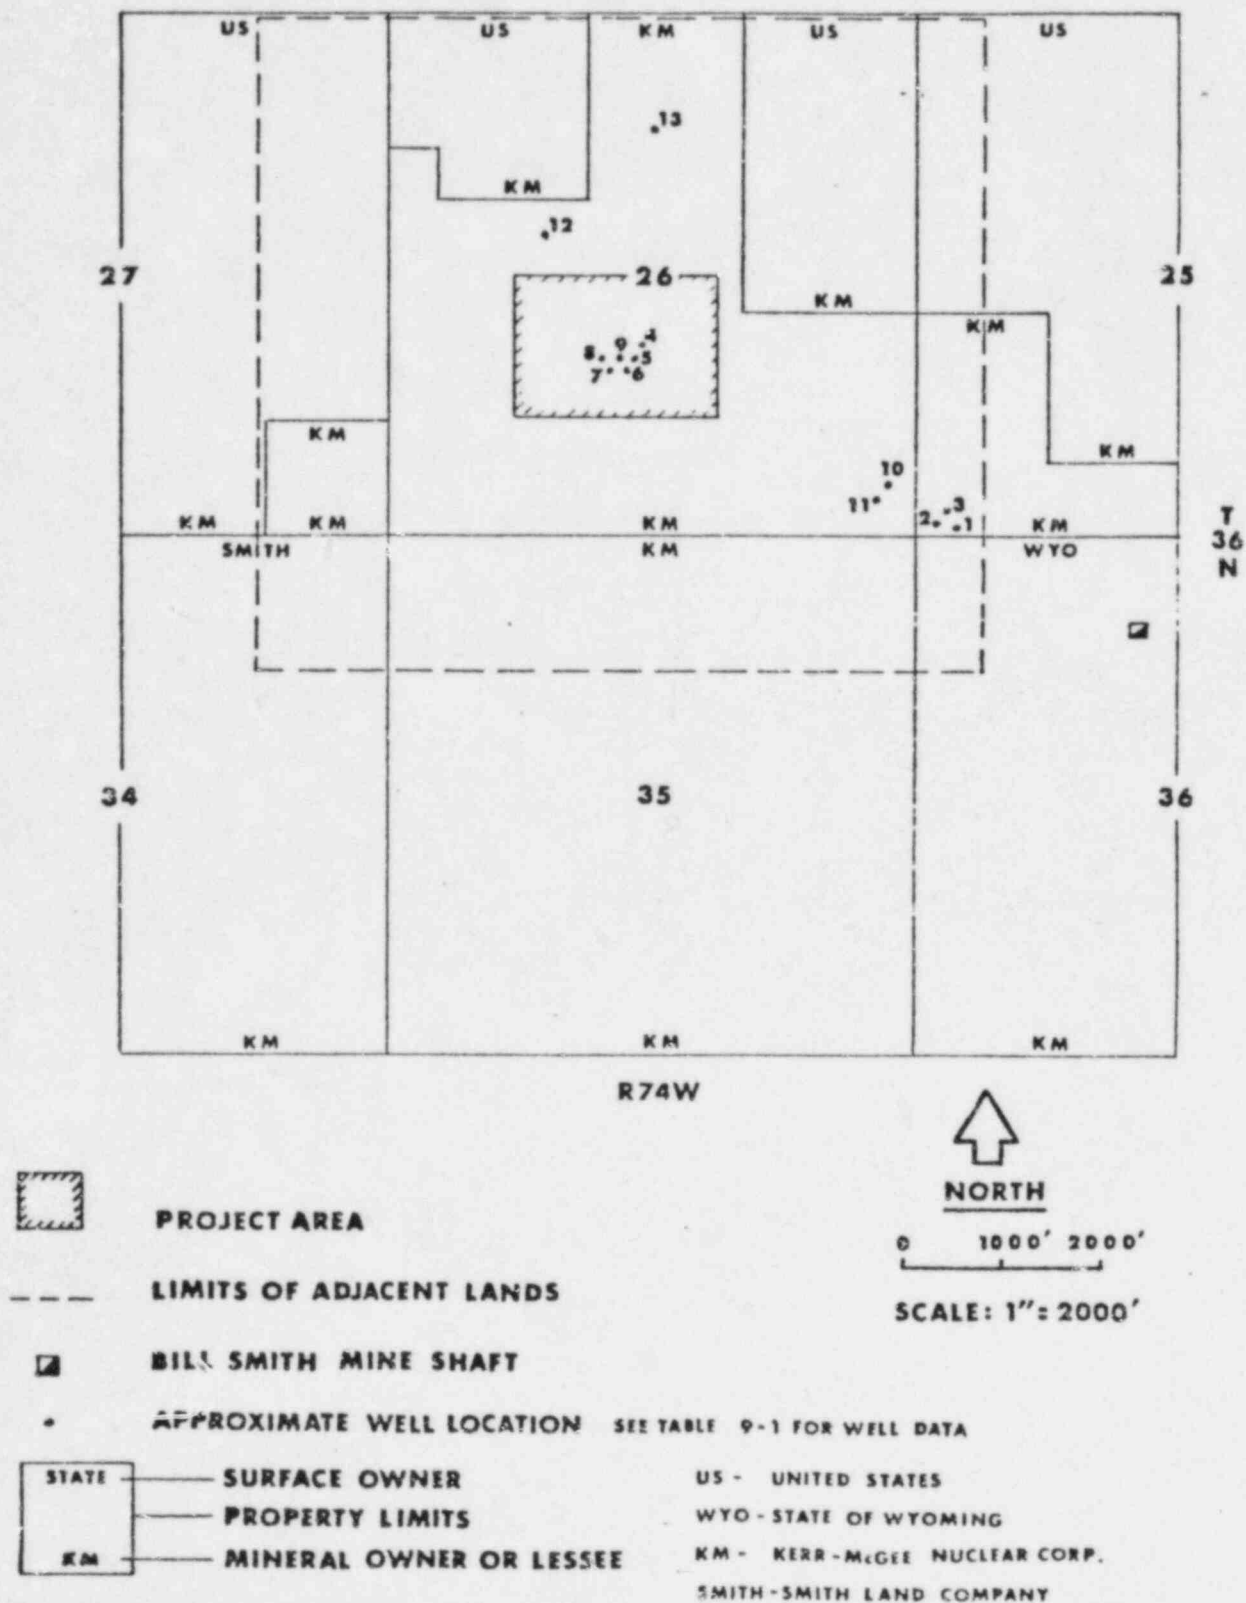 US US KM US US
13
KM
12
27 26 25
KM
KM
9 4
8 5
7 6
KM
KM
10
11 3
2 1
KM KM KM KM
SMITH KM WYO
T
36
N
34 35 36
KM KM KM
R74W
NORTH
0 1000' 2000'
SCALE: 1"= 2000'
PROJECT AREA
LIMITS OF ADJACENT LANDS
BILL SMITH MINE SHAFT
APPROXIMATE WELL LOCATION SEE TABLE 9-1 FOR WELL DATA
STATE SURFACE OWNER
PROPERTY LIMITS
KM MINERAL OWNER OR LESSEE
US - UNITED STATES
WYO - STATE OF WYOMING
KM - KERR-McGEE NUCLEAR CORP.
SMITH - SMITH LAND COMPANY